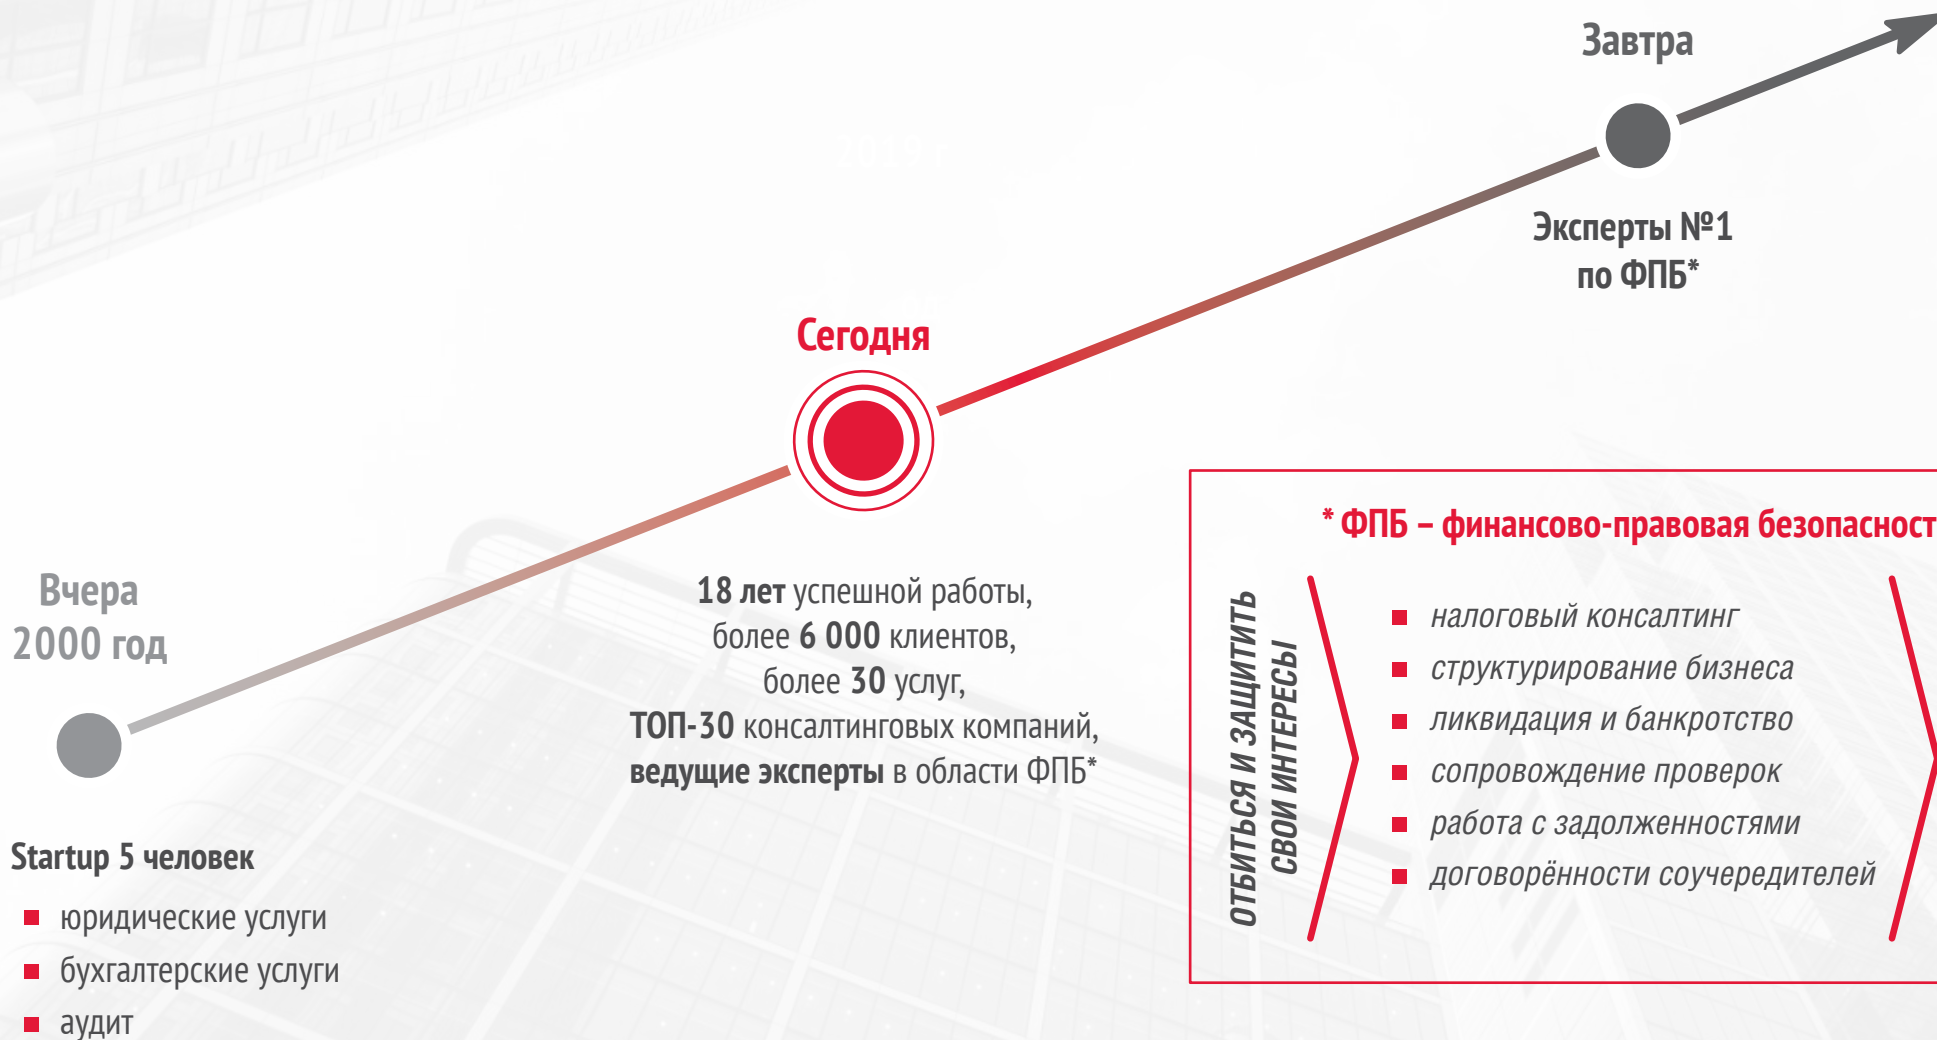 Завтра
Эксперты №1
по ФПБ*
2019 г
Сегодня
18 лет успешной работы,
более 6 000 клиентов,
более 30 услуг,
ТОП-30 консалтинговых компаний,
ведущие эксперты в области ФПБ*
Вчера
2000 год
Startup 5 человек
юридические услуги
бухгалтерские услуги
аудит
* ФПБ – финансово-правовая безопасност
ОТБИТЬСЯ И ЗАЩИТИТЬ
СВОИ ИНТЕРЕСЫ
налоговый консалтинг
структурирование бизнеса
ликвидация и банкротство
сопровождение проверок
работа с задолженностями
договорённости соучередителей